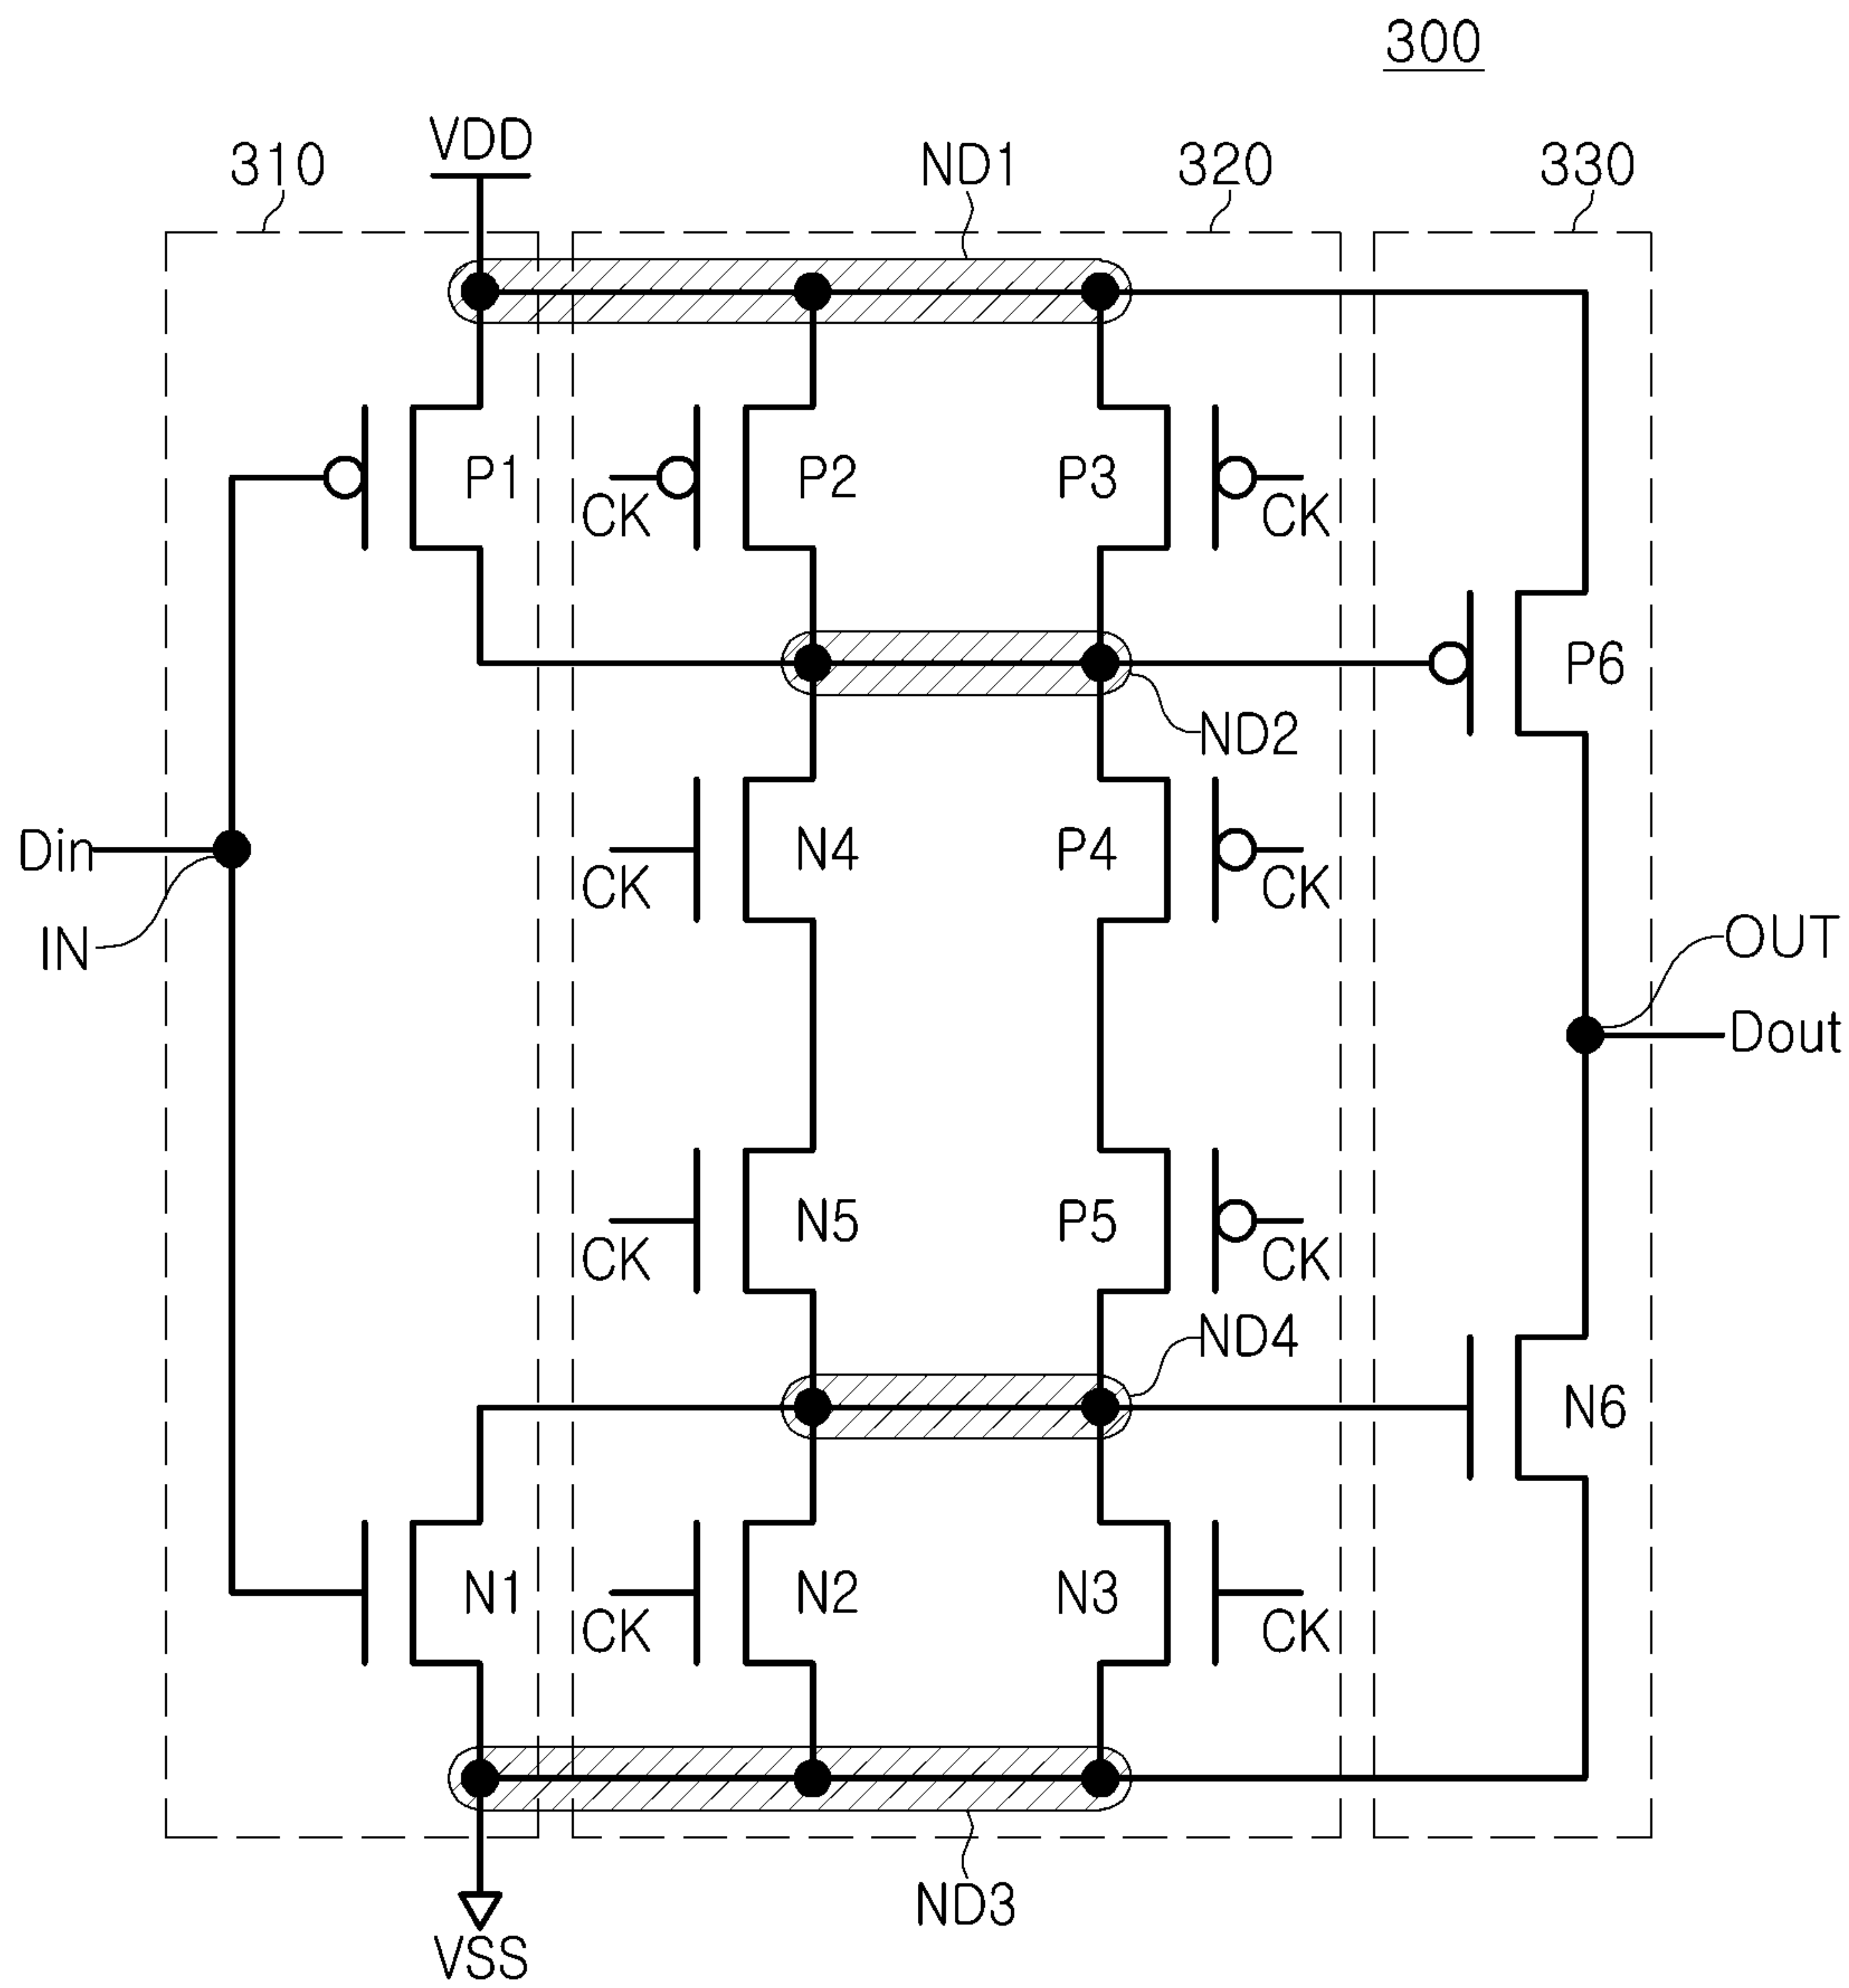 300
VDD
310
ND1
320
330
P1
P2
P3
CK
CK
P6
ND2
Din
N4
P4
CK
CK
IN
OUT
Dout
N5
P5
CK
CK
ND4
N6
N1
N2
N3
CK
CK
ND3
VSS